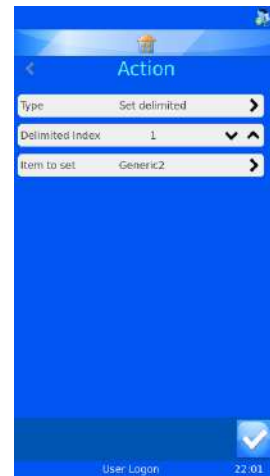 Action
Type Set delimited
Delimited Index 1
Item to set Generic2
User Logon 22:01